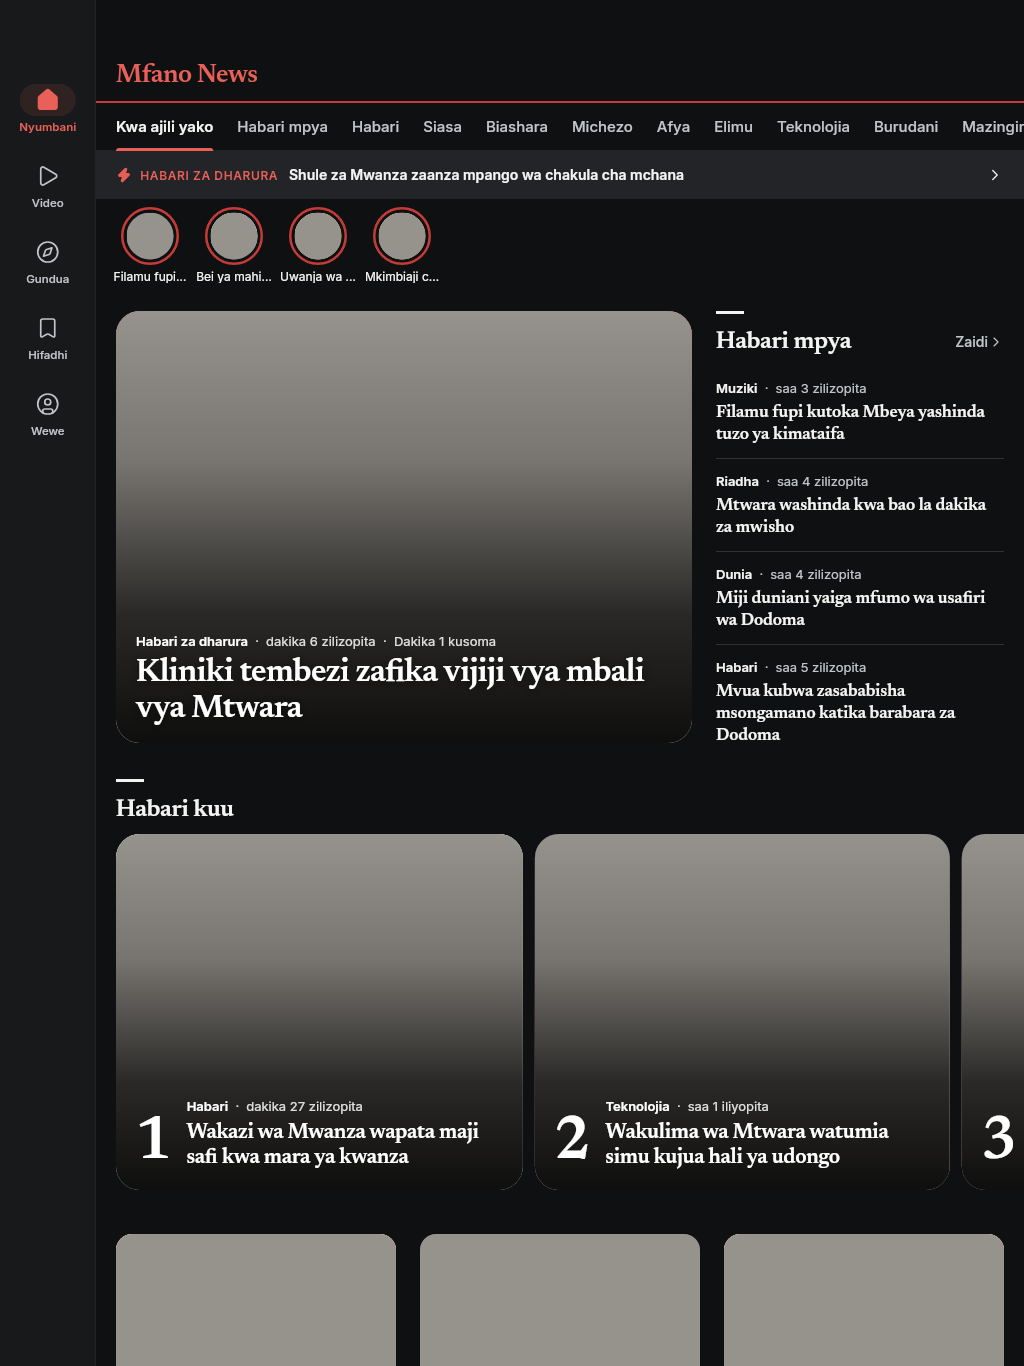 Mfano News
Nyumbani
Video
Gundua
Hifadhi
Wewe
Kwa ajili yako
Habari mpya
Habari
Siasa
Biashara
Michezo
Afya
Elimu
Teknolojia
Burudani
Mazingir
HABARI ZA DHARURA Shule za Mwanza zaanza mpango wa chakula cha mchana
Filamu fupi...
Bei ya mahi...
Uwanja wa ...
Mkimbiaji c...
Habari za dharura · dakika 6 zilizopita · Dakika 1 kusoma
Kliniki tembezi zafika vijiji vya mbali
vya Mtwara
Habari mpya
Zaidi
Muziki · saa 3 zilizopita
Filamu fupi kutoka Mbeya yashinda
tuzo ya kimataifa
Riadha · saa 4 zilizopita
Mtwara washinda kwa bao la dakika
za mwisho
Dunia · saa 4 zilizopita
Miji duniani yaiga mfumo wa usafiri
wa Dodoma
Habari · saa 5 zilizopita
Mvua kubwa zasababisha
msongamano katika barabara za
Dodoma
Habari kuu
1
Habari · dakika 27 zilizopita
Wakazi wa Mwanza wapata maji
safi kwa mara ya kwanza
2
Teknolojia · saa 1 iliyopita
Wakulima wa Mtwara watumia
simu kujua hali ya udongo
3